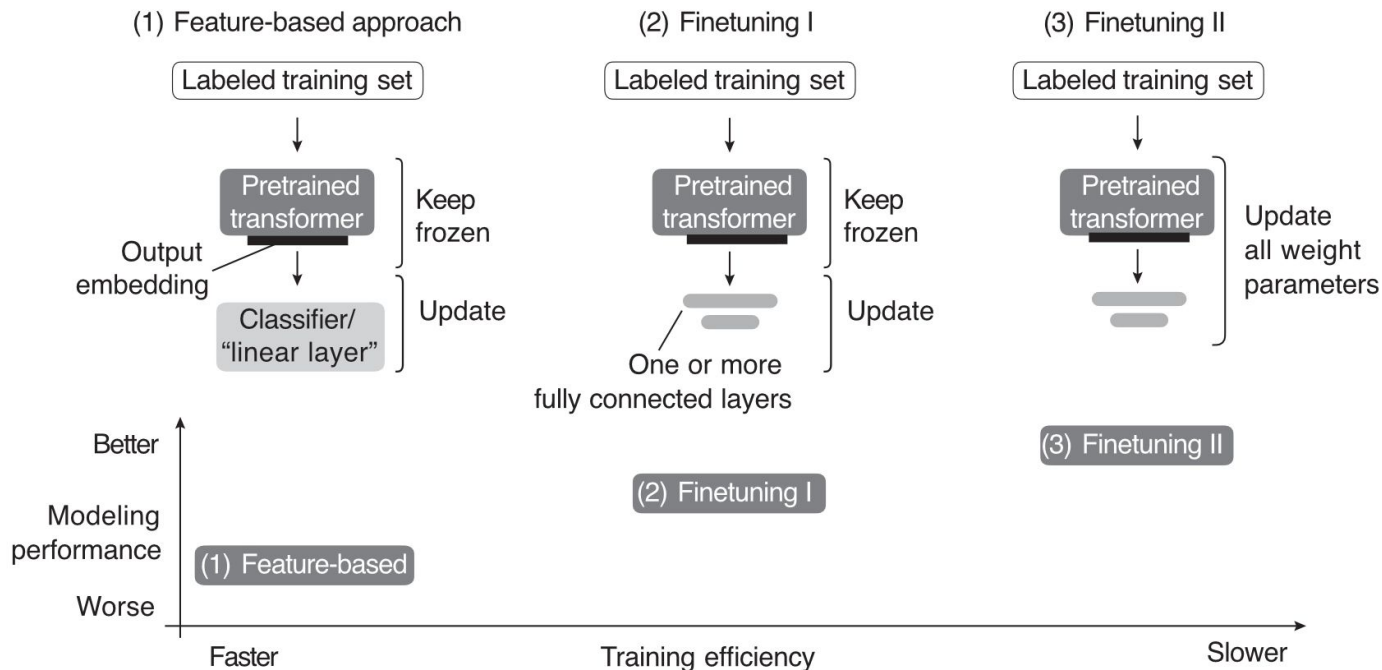 (1) Feature-based approach
Labeled training set
Pretrained
transformer
Keep
frozen
Output
embedding
Classifier/
“linear layer”
Update
(2) Finetuning I
Labeled training set
Pretrained
transformer
Keep
frozen
Update
One or more
fully connected layers
(3) Finetuning II
Labeled training set
Pretrained
transformer
Update
all weight
parameters
Better
Modeling
performance
Worse
(1) Feature-based
(2) Finetuning I
(3) Finetuning II
Faster
Training efficiency
Slower